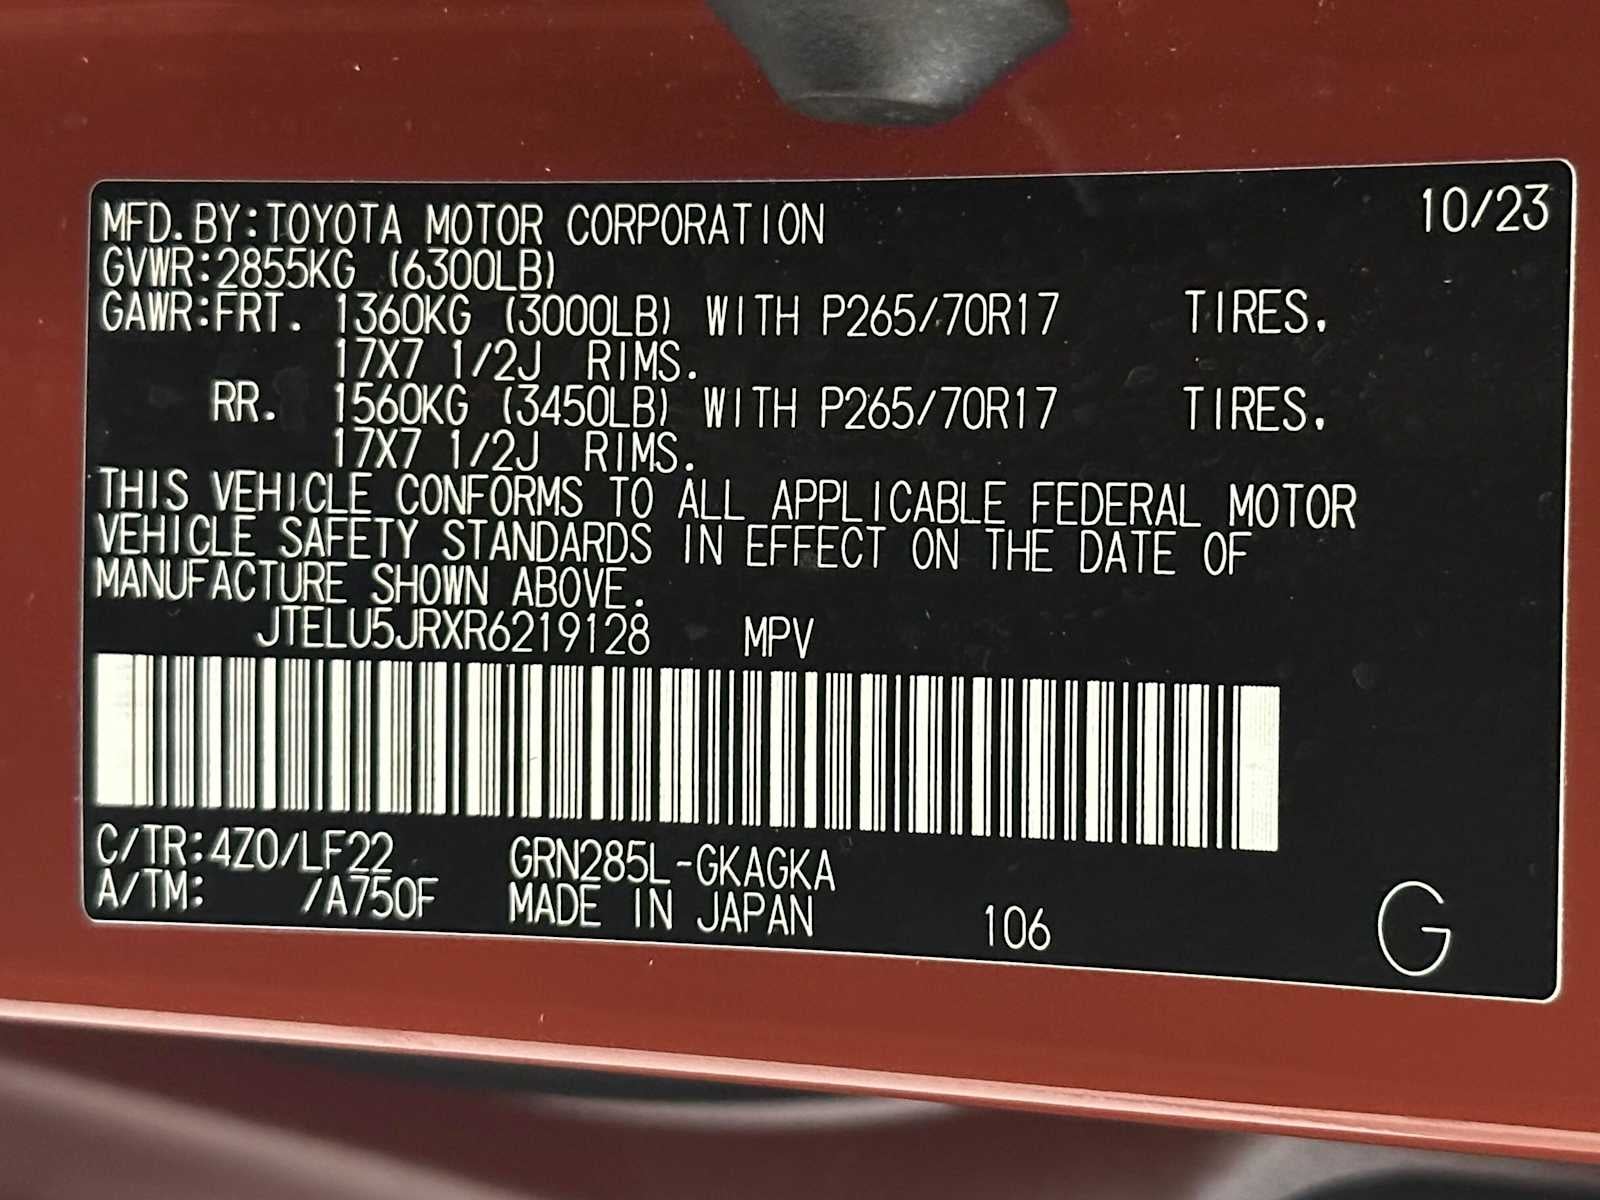 10/23
MFD.BY:TOYOTA MOTOR CORPORATION
GVWR:2855KG (6300LB)
GAWR:FRT. 1360KG (3000LB) WITH P265/70R17 TIRES.
17X7 1/2J RIMS.
RR. 1560KG (3450LB) WITH P265/70R17 TIRES.
17X7 1/2J RIMS.
THIS VEHICLE CONFORMS TO ALL APPLICABLE FEDERAL MOTOR
VEHICLE SAFETY STANDARDS IN EFFECT ON THE DATE OF
MANUFACTURE SHOWN ABOVE.
JTELU5JRXR6219128 MPV
C/TR:4Z0/LF22 GRN285L-GKAGKA
A/TM: /A750F MADE IN JAPAN 106 G